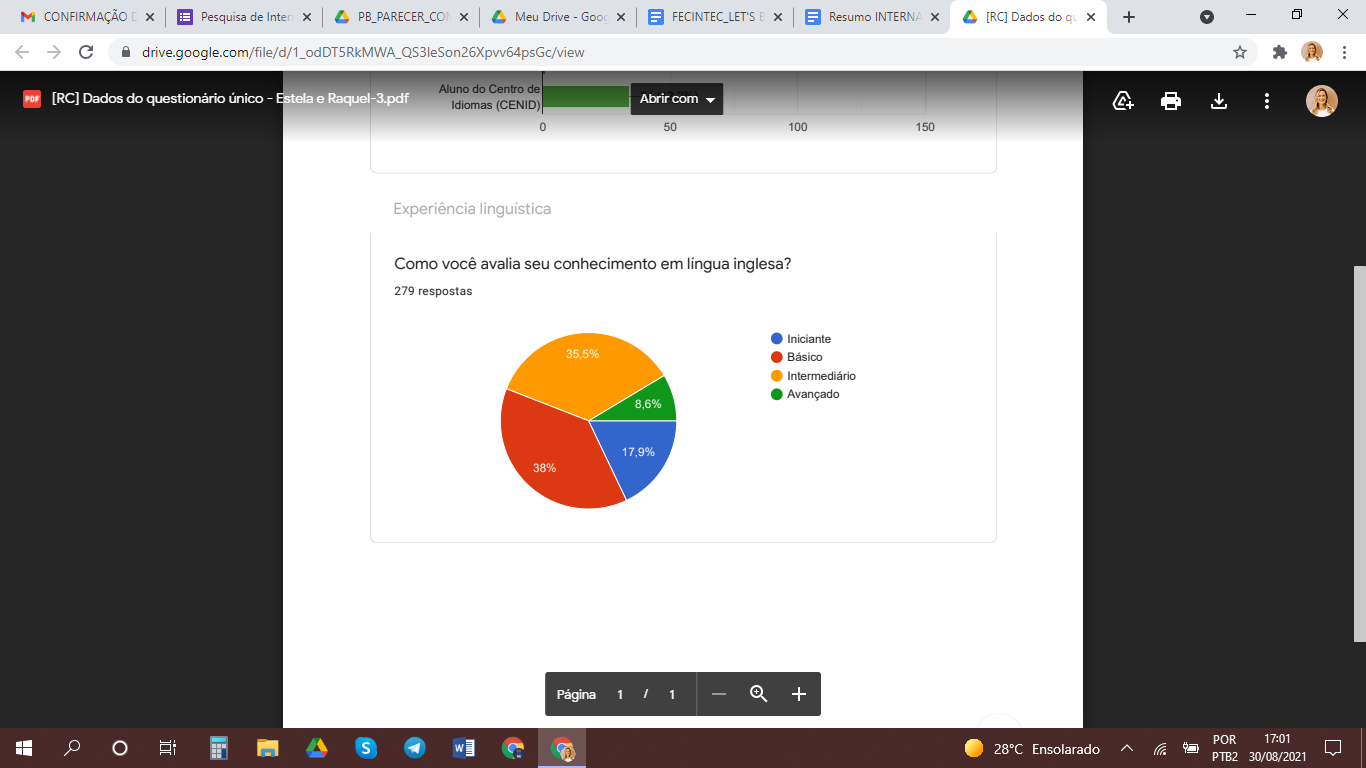 CONFIRMAÇÃO D
Pesquisa de Inter
PB_PARECER_CON
Meu Drive - Goog
FECINTEC_LET'S B
Resumo INTERNA
[RC] Dados do qu
drive.google.com/file/d/1_odDT5RkMWA_QS3IeSon26Xpvv64psGc/view
PDF
[RC] Dados do questionário único - Estela e Raquel-3.pdf
Aluno do Centro de
Idiomas (CENID)
Abrir com
0 50 100 150
Experiência linguística
Como você avalia seu conhecimento em língua inglesa?
279 respostas
35,5%
8,6%
17,9%
38%
Iniciante
Básico
Intermediário
Avançado
Página 1 / 1
28°C Ensolarado
POR
PTB2
17:01
30/08/2021